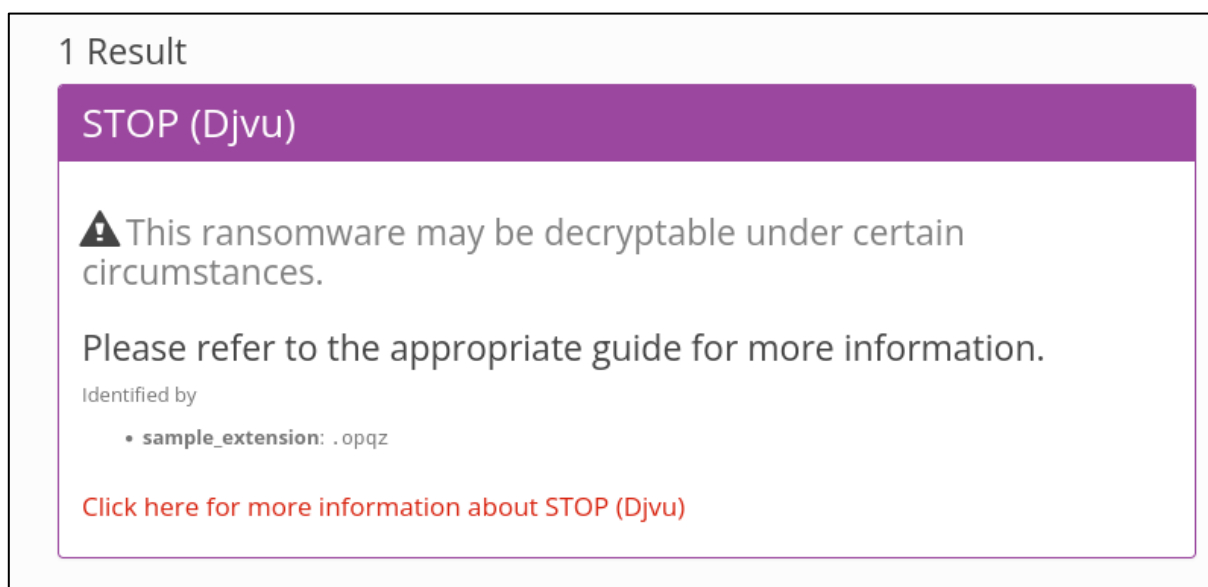 1 Result
STOP (Djvu)
This ransomware may be decryptable under certain
circumstances.
Please refer to the appropriate guide for more information.
Identified by
• sample_extension: .opqz
Click here for more information about STOP (Djvu)